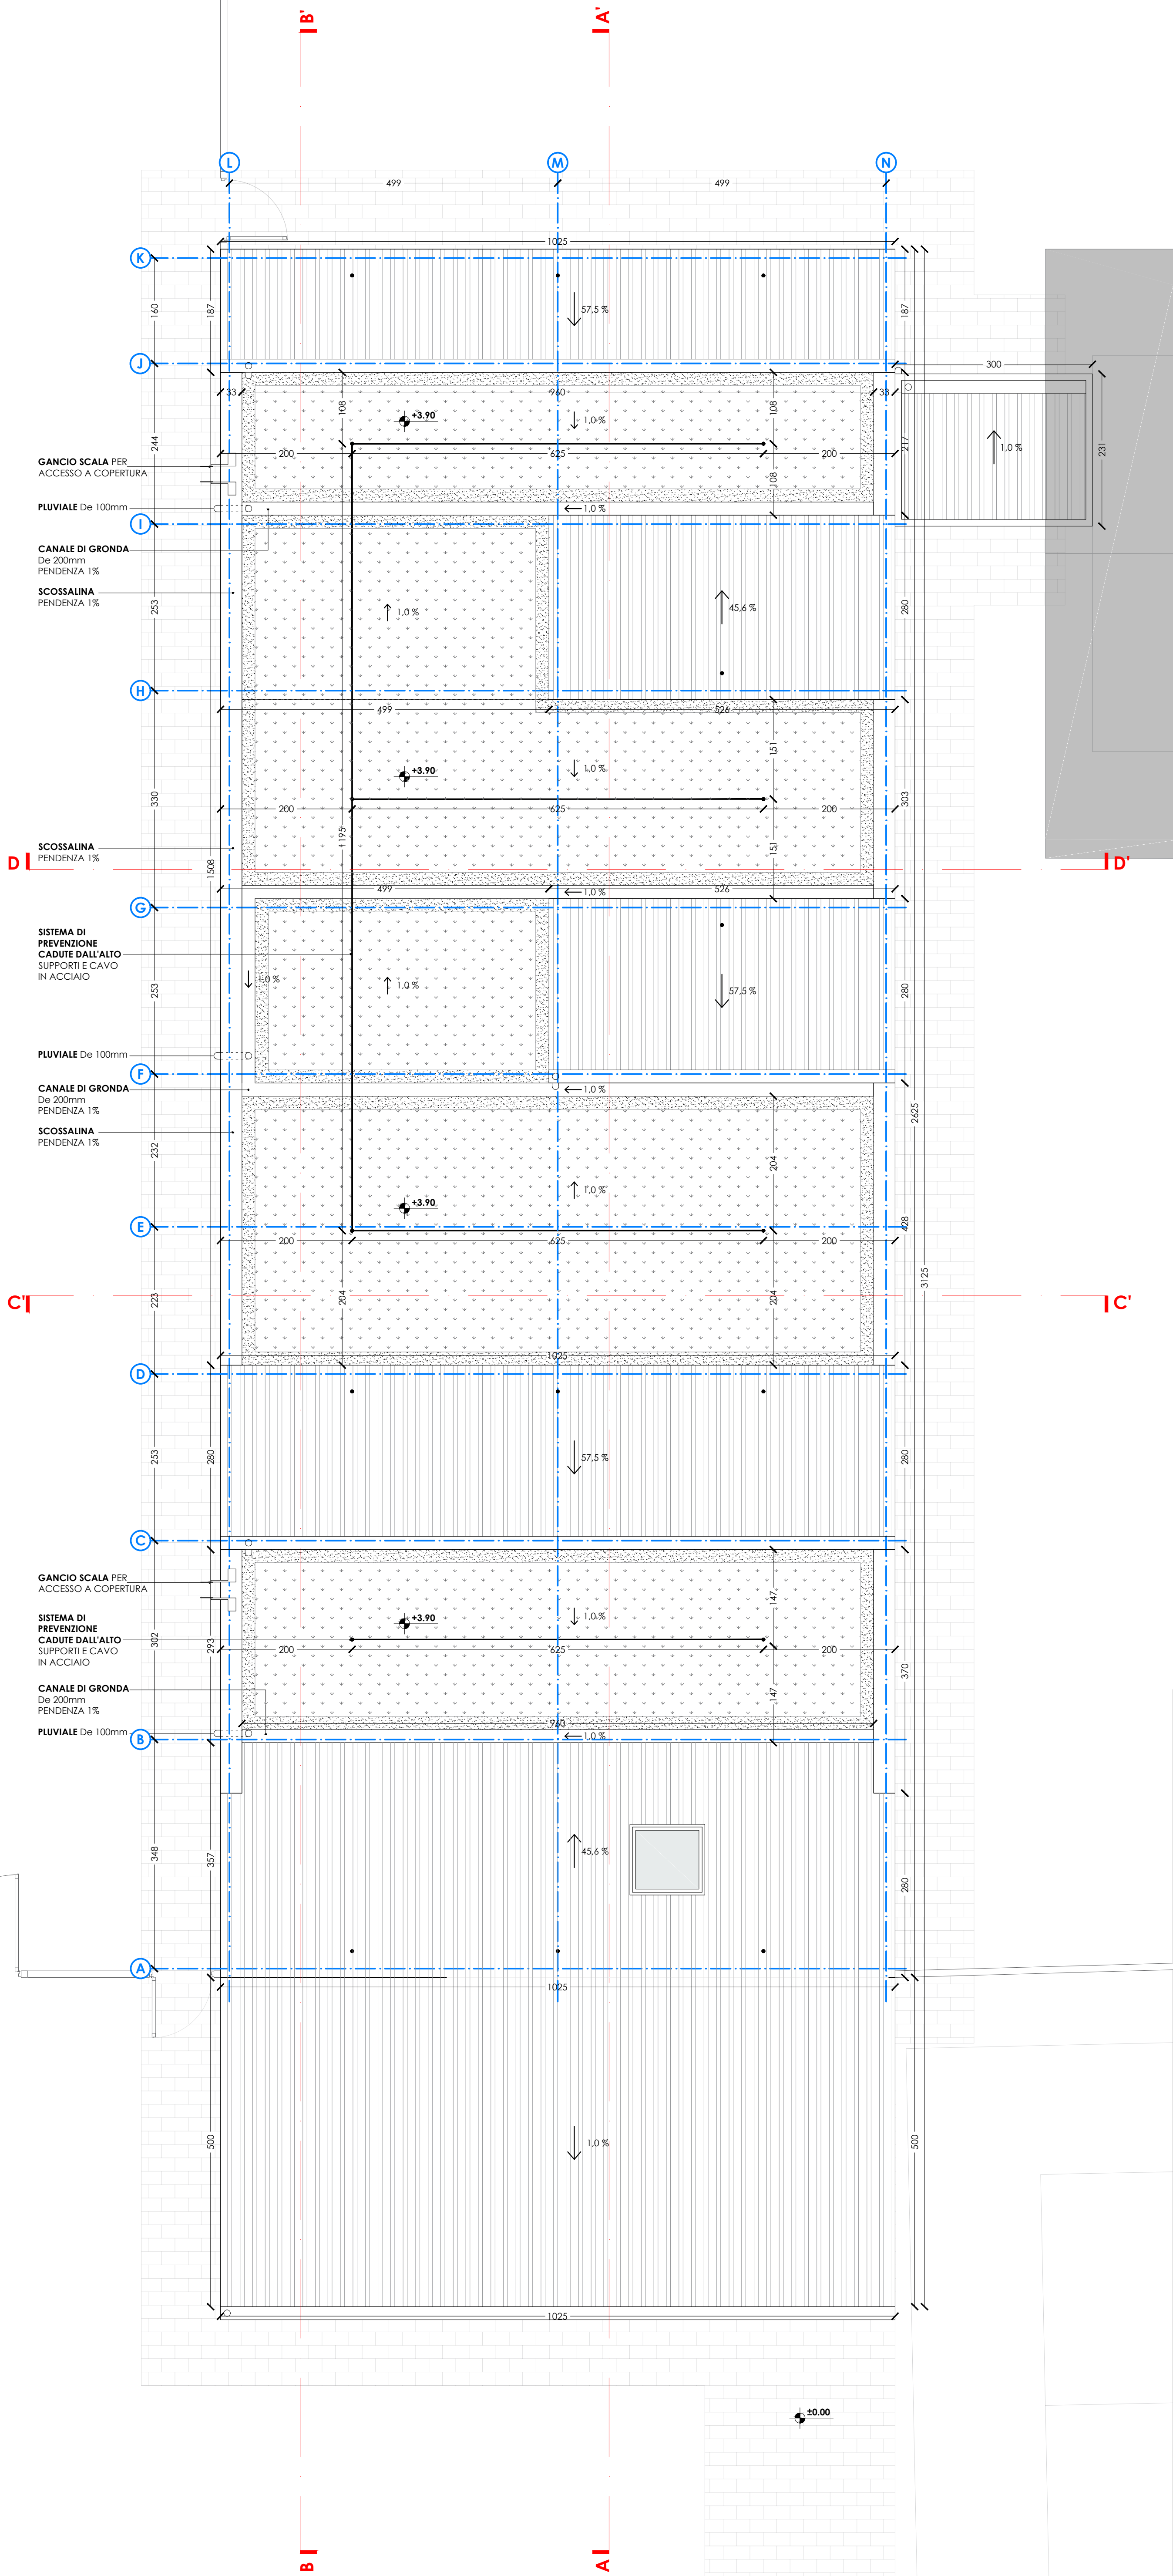 B'
A'
L
M
N
499
499
1025
K
57,5 %
160
187
187
J
300
33
960
33
108
108
+3.90
1,0 %
1,0 %
244
217
231
GANCIO SCALA PER
ACCESSO A COPERTURA
200
625
200
108
PLUVIALE De 100mm
1,0 %
I
CANALE DI GRONDA
De 200mm
PENDENZA 1%
SCOSSALINA
PENDENZA 1%
253
1,0 %
45,6 %
280
H
499
526
151
+3.90
1,0 %
330
303
200
625
200
1195
151
SCOSSALINA
PENDENZA 1%
D
D'
1508
499
1,0 %
526
G
SISTEMA DI
PREVENZIONE
CADUTE DALL'ALTO
SUPPORTI E CAVO
IN ACCIAIO
253
1,0 %
1,0 %
57,5 %
280
PLUVIALE De 100mm
F
CANALE DI GRONDA
De 200mm
PENDENZA 1%
1,0 %
2625
SCOSSALINA
PENDENZA 1%
232
204
1,0 %
+3.90
E
428
200
625
200
3125
C'
223
204
204
C'
1025
D
253
280
57,5 %
280
C
GANCIO SCALA PER
ACCESSO A COPERTURA
147
SISTEMA DI
PREVENZIONE
CADUTE DALL'ALTO
SUPPORTI E CAVO
IN ACCIAIO
+3.90
1,0 %
302
293
200
625
200
370
CANALE DI GRONDA
De 200mm
PENDENZA 1%
147
960
PLUVIALE De 100mm
1,0 %
B
348
357
45,6 %
280
A
1025
500
1,0 %
500
1025
±0.00
B
A